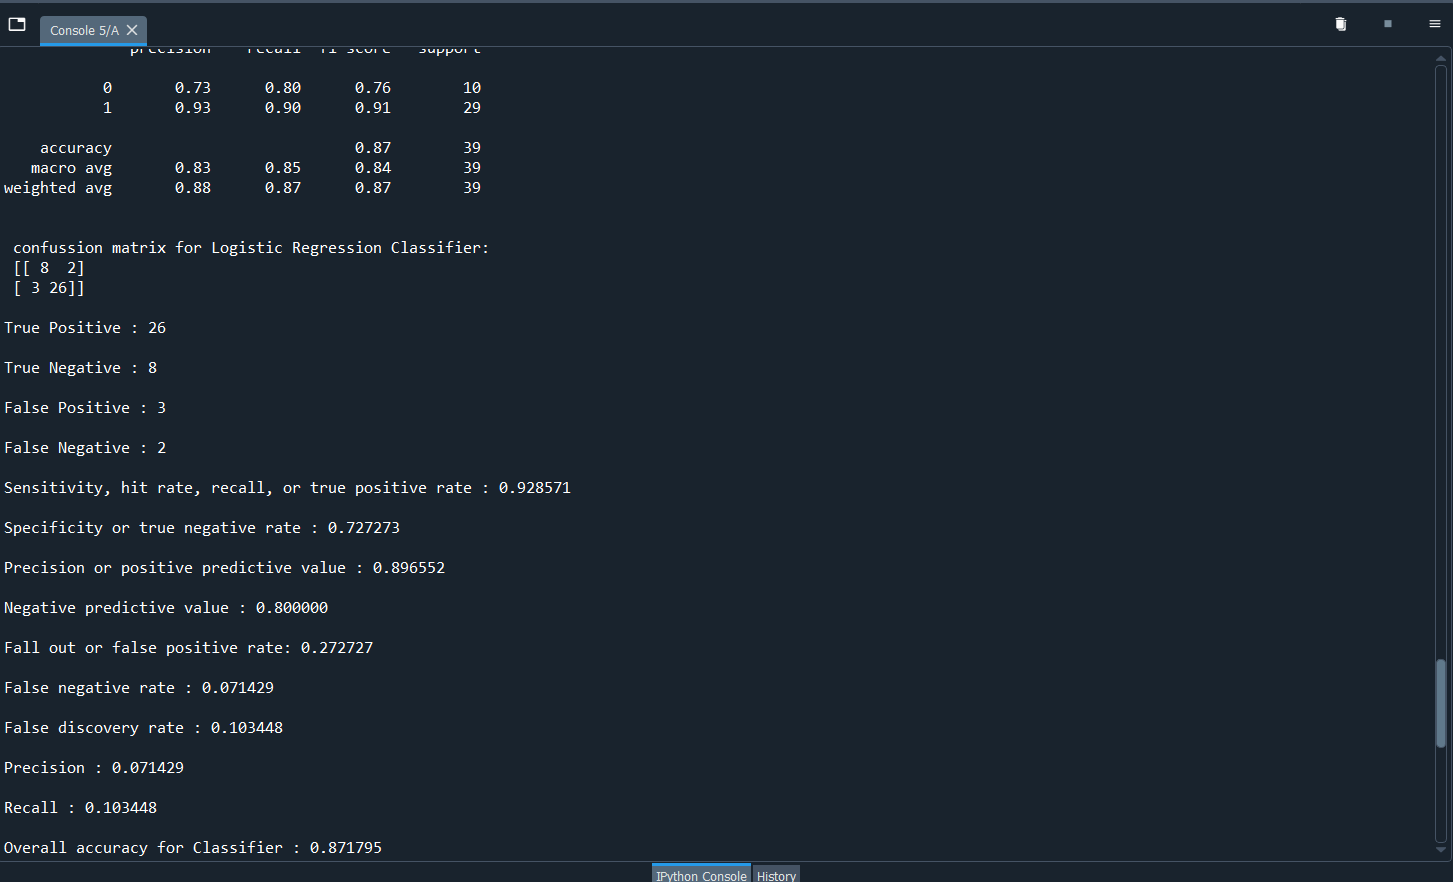 Console 5/A
precision recall f1-score support
0 0.73 0.80 0.76 10
1 0.93 0.90 0.91 29
accuracy 0.87 39
macro avg 0.83 0.85 0.84 39
weighted avg 0.88 0.87 0.87 39
confussion matrix for Logistic Regression Classifier:
[[ 8  2]
[ 3 26]]
True Positive : 26
True Negative : 8
False Positive : 3
False Negative : 2
Sensitivity, hit rate, recall, or true positive rate : 0.928571
Specificity or true negative rate : 0.727273
Precision or positive predictive value : 0.896552
Negative predictive value : 0.800000
Fall out or false positive rate: 0.272727
False negative rate : 0.071429
False discovery rate : 0.103448
Precision : 0.071429
Recall : 0.103448
Overall accuracy for Classifier : 0.871795
IPython Console History